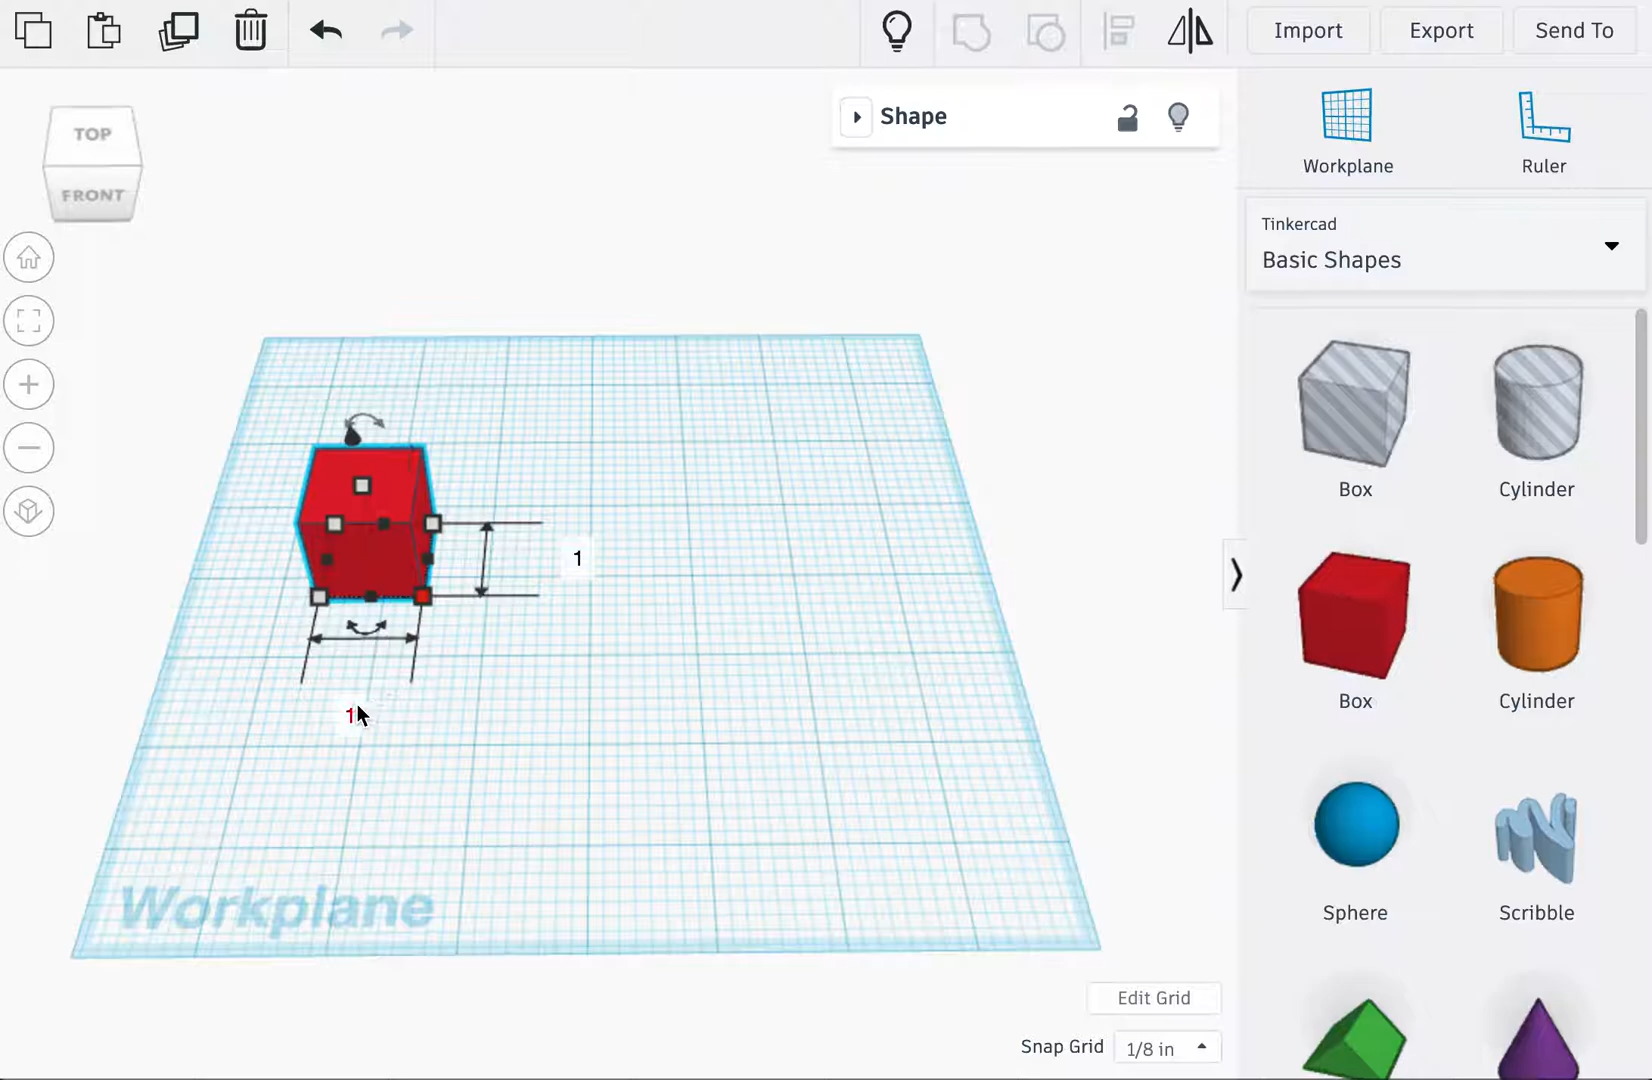 Import
Export
Send To
TOP
FRONT
Shape
Workplane
Ruler
Tinkercad
Basic Shapes
Box
Cylinder
1
Box
Cylinder
1
Workplane
Sphere
Scribble
Edit Grid
Snap Grid
1/8 in